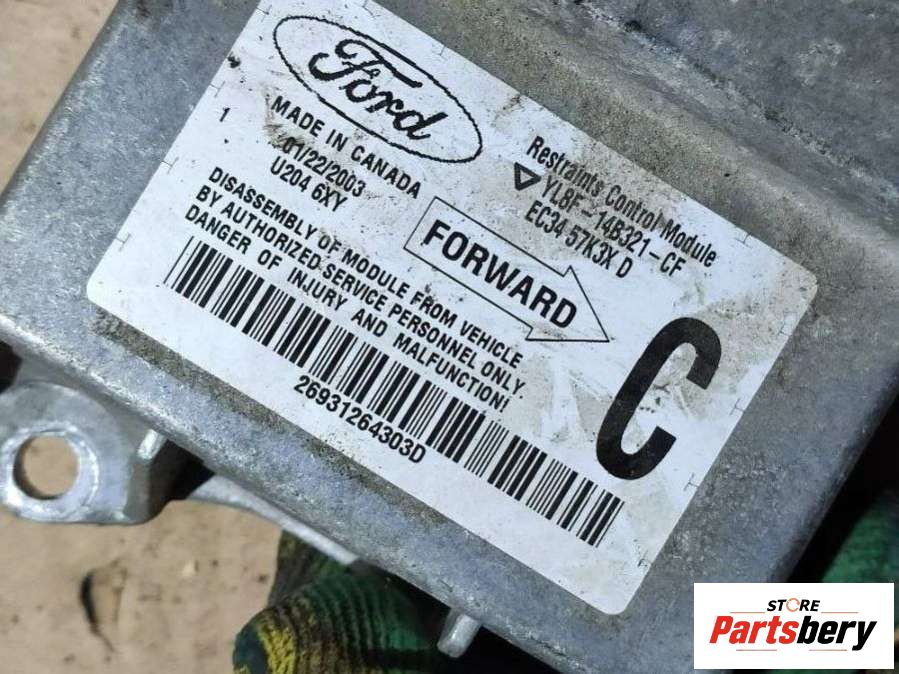 Ford
Restraints Control Module
YL8F-14B321-CF
EC34 57K3X D
MADE IN CANADA
1 01/22/2003
U204 6XY
FORWARD
DISASSEMBLY OF MODULE FROM VEHICLE
BY AUTHORIZED SERVICE PERSONNEL ONLY.
DANGER OF INJURY AND MALFUNCTION!
C
26931264303D
STORE
Partsbery